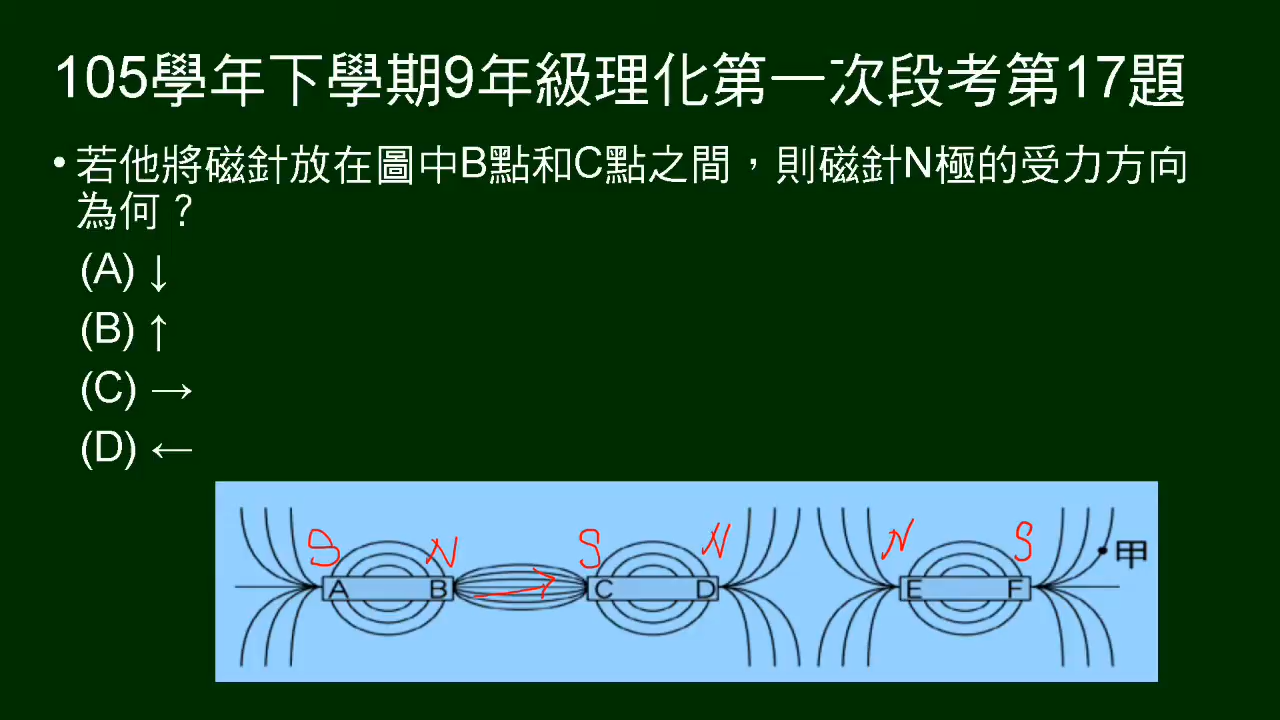 105學年下學期9年級理化第一次段考第17題
• 若他將磁針放在圖中B點和C點之間，則磁針N極的受力方向
為何？
(A) ↓
(B) ↑
(C) →
(D) ←
S N S N N S
A B C D E F 甲